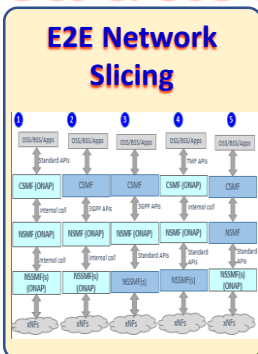 E2E Network
Slicing
1 2 3 4 5
OSS/BSS/Apps OSS/BSS/Apps OSS/BSS/Apps OSS/BSS/Apps OSS/BSS/Apps
Standard APIs TMF APIs
CSMF (ONAP) CSMF CSMF CSMF (ONAP) CSMF
Internal call 3GPP APIs 3GPP APIs Internal call
NSMF (ONAP) NSMF (ONAP) NSMF (ONAP) NSMF (ONAP) NSMF
Internal call Internal call Standard APIs Standard APIs Standard APIs
NSSMF(s) (ONAP) NSSMF(s) (ONAP) NSSMF(s) NSSMF(s) NSSMF(s) (ONAP)
xNFs xNFs xNFs xNFs xNFs